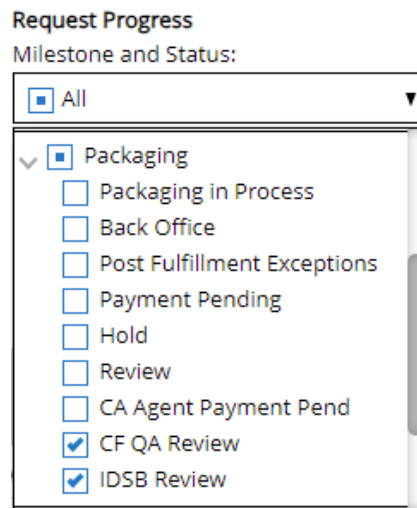 Request Progress
Milestone and Status:
All
Packaging
Packaging in Process
Back Office
Post Fulfillment Exceptions
Payment Pending
Hold
Review
CA Agent Payment Pend
CF QA Review
IDSB Review